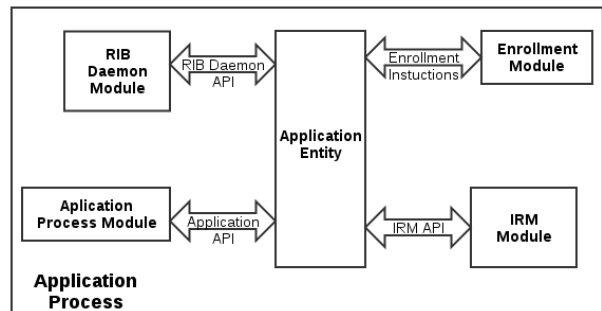 RIB
Daemon
Module
RIB Daemon
API
Enrollment
Instuctions
Enrollment
Module
Application
Entity
Aplication
Process Module
Application
API
IRM API
IRM
Module
Application
Process